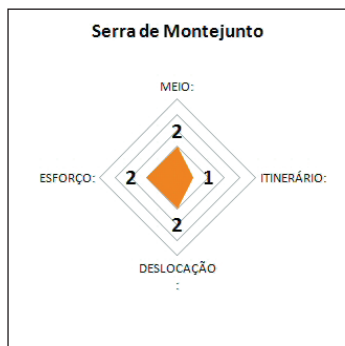 Serra de Montejunto
MEIO:
2
ESFORÇO:
2
1
ITINERÁRIO:
2
DESLOCAÇÃO
: